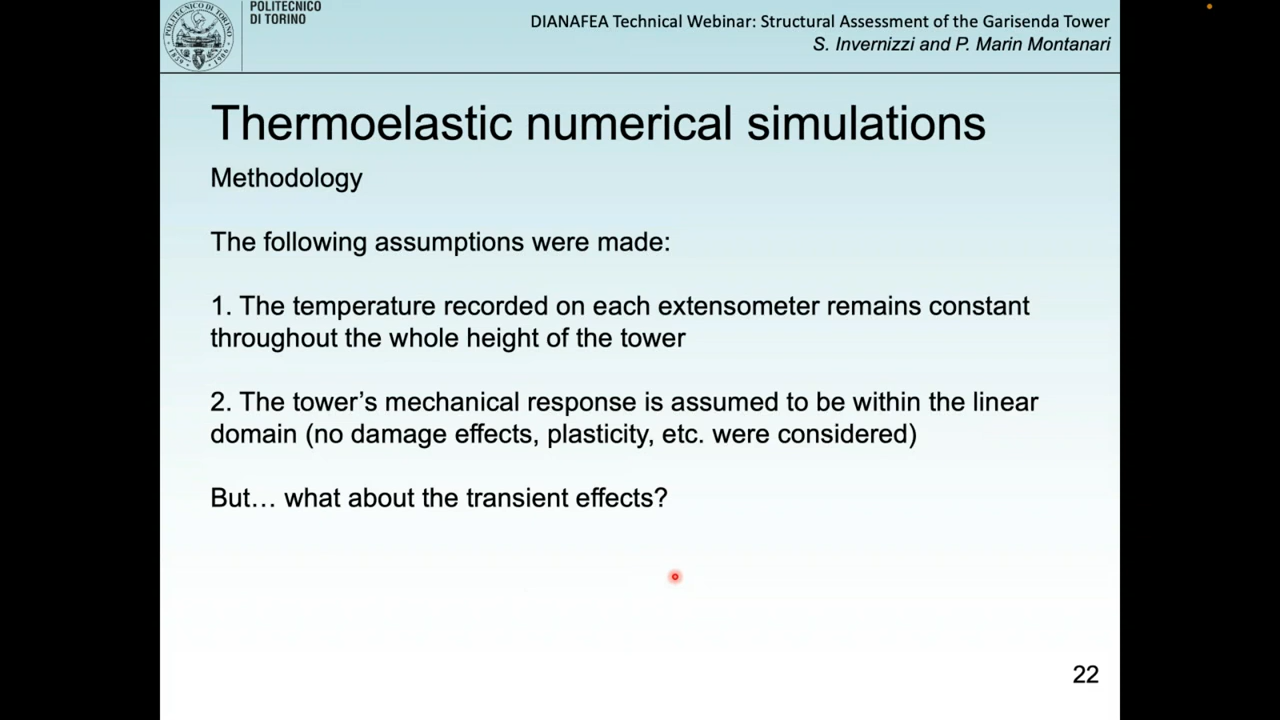 POLITECNICO
DI TORINO
DIANAFEA Technical Webinar: Structural Assessment of the Garisenda Tower
S. Invernizzi and P. Marin Montanari
Thermoelastic numerical simulations
Methodology
The following assumptions were made:
1. The temperature recorded on each extensometer remains constant
throughout the whole height of the tower
2. The tower’s mechanical response is assumed to be within the linear
domain (no damage effects, plasticity, etc. were considered)
But… what about the transient effects?
22